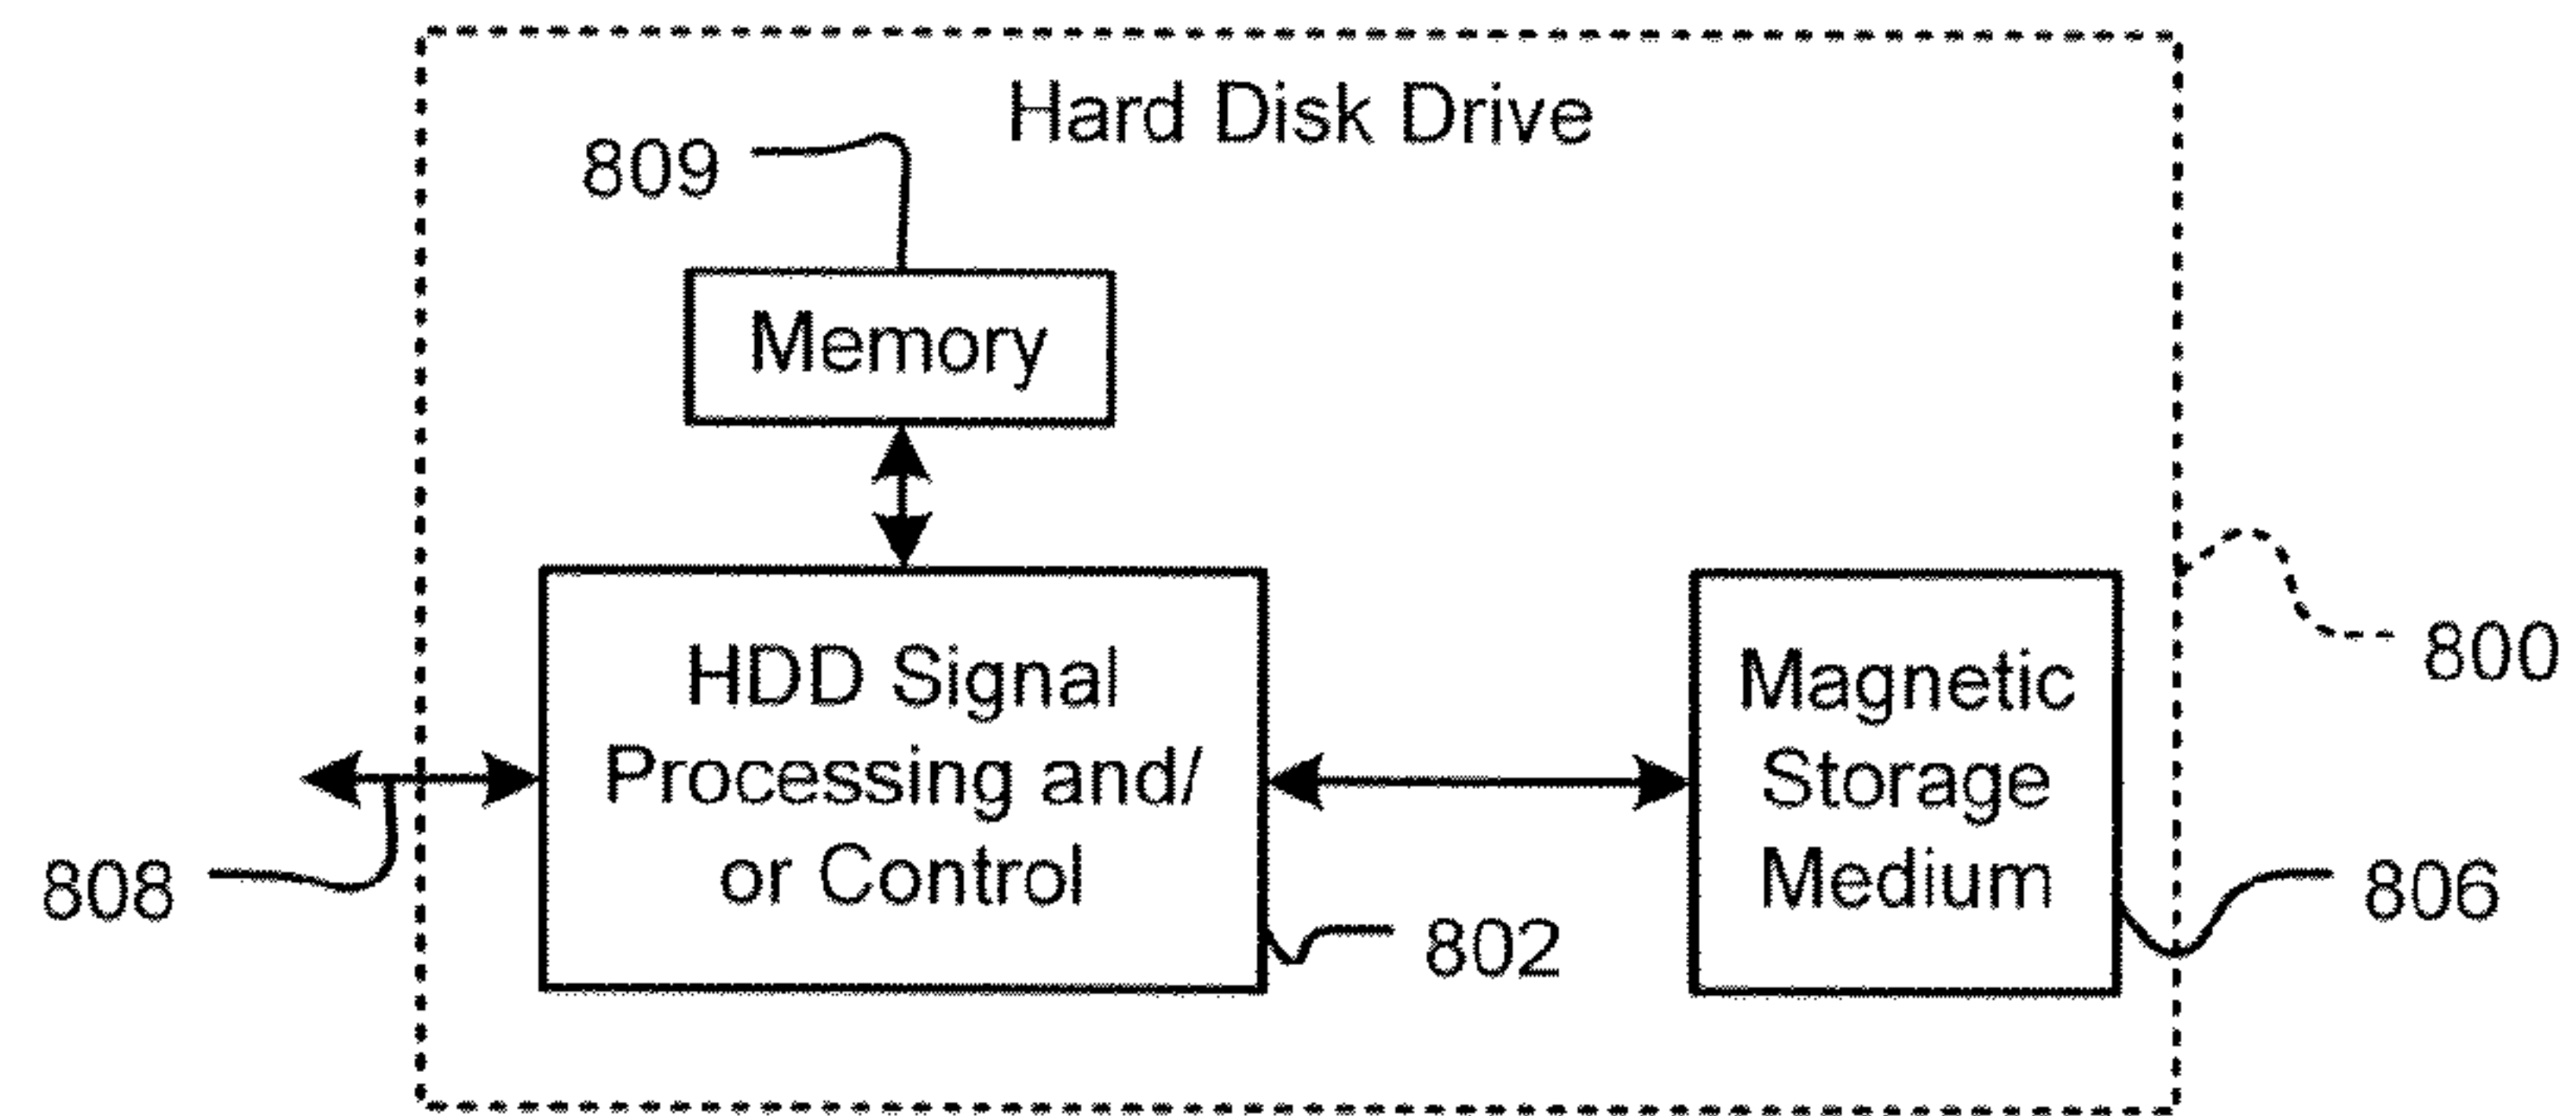 Hard Disk Drive
809
Memory
HDD Signal
Processing and/
or Control
Magnetic
Storage
Medium
800
808
802
806